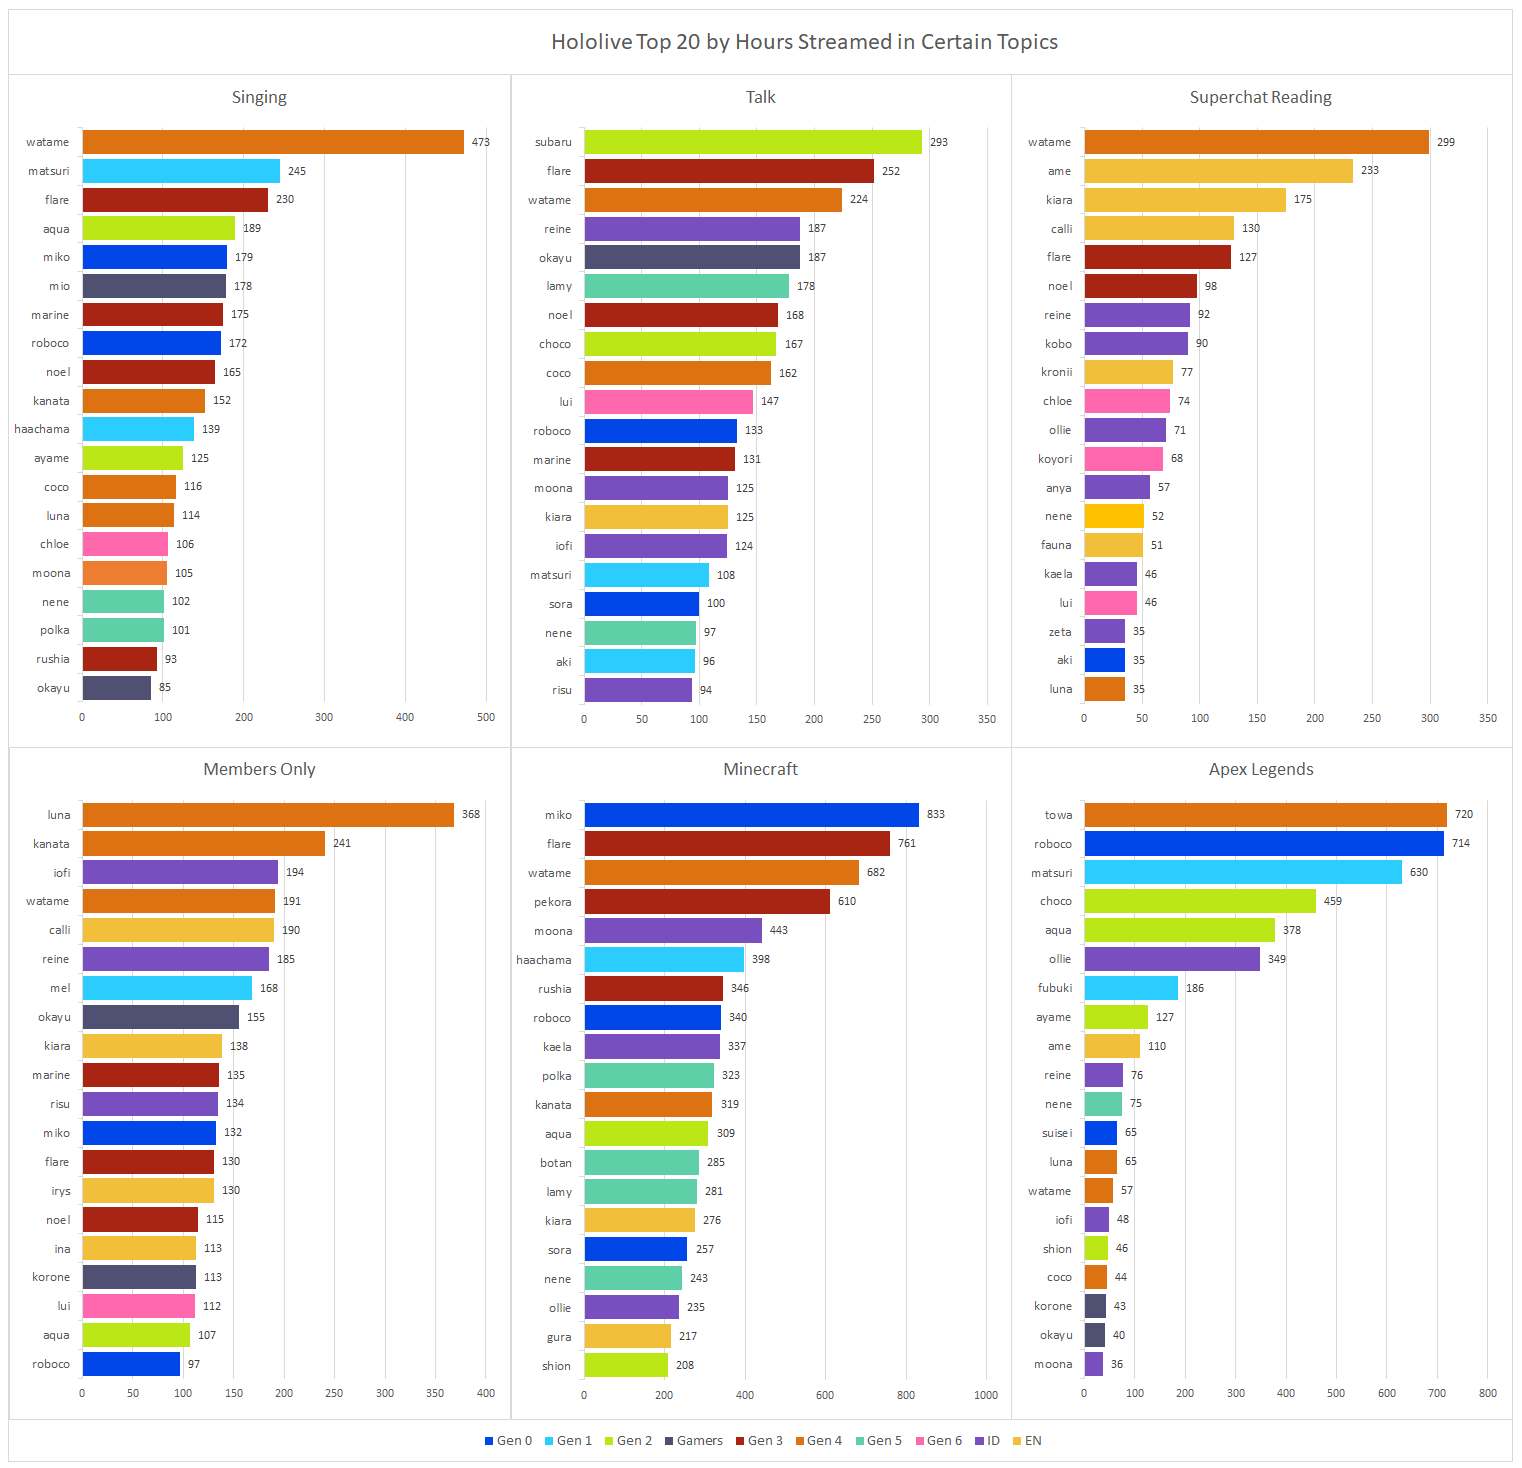 Hololive Top 20 by Hours Streamed in Certain Topics
Singing
watame 473
matsuri 245
flare 230
aqua 189
miko 179
mio 178
marine 175
roboco 172
noel 165
kanata 152
haachama 139
ayame 125
coco 116
luna 114
chloe 106
moona 105
nene 102
polka 101
rushia 93
okayu 85
0 100 200 300 400 500
Talk
subaru 293
flare 252
watame 224
reine 187
okayu 187
lamy 178
noel 168
choco 167
coco 162
lui 147
roboco 133
marine 131
moona 125
kiara 125
iofi 124
matsuri 108
sora 100
nene 97
aki 96
risu 94
0 50 100 150 200 250 300 350
Superchat Reading
watame 299
ame 233
kiara 175
calli 130
flare 127
noel 98
reine 92
kobo 90
kronii 77
chloe 74
ollie 71
koyori 68
anya 57
nene 52
fauna 51
kaela 46
lui 46
zeta 35
aki 35
luna 35
0 50 100 150 200 250 300 350
Members Only
luna 368
kanata 241
iofi 194
watame 191
calli 190
reine 185
mel 168
okayu 155
kiara 138
marine 135
risu 134
miko 132
flare 130
irys 130
noel 115
ina 113
korone 113
lui 112
aqua 107
roboco 97
0 50 100 150 200 250 300 350 400
Minecraft
miko 833
flare 761
watame 682
pekora 610
moona 443
haachama 398
rushia 346
roboco 340
kaela 337
polka 323
kanata 319
aqua 309
botan 285
lamy 281
kiara 276
sora 257
nene 243
ollie 235
gura 217
shion 208
0 200 400 600 800 1000
Apex Legends
towa 720
roboco 714
matsuri 630
choco 459
aqua 378
ollie 349
fubuki 186
ayame 127
ame 110
reine 76
nene 75
suisei 65
luna 65
watame 57
iofi 48
shion 46
coco 44
korone 43
okayu 40
moona 36
0 100 200 300 400 500 600 700 800
Gen 0 Gen 1 Gen 2 Gamers Gen 3 Gen 4 Gen 5 Gen 6 ID EN